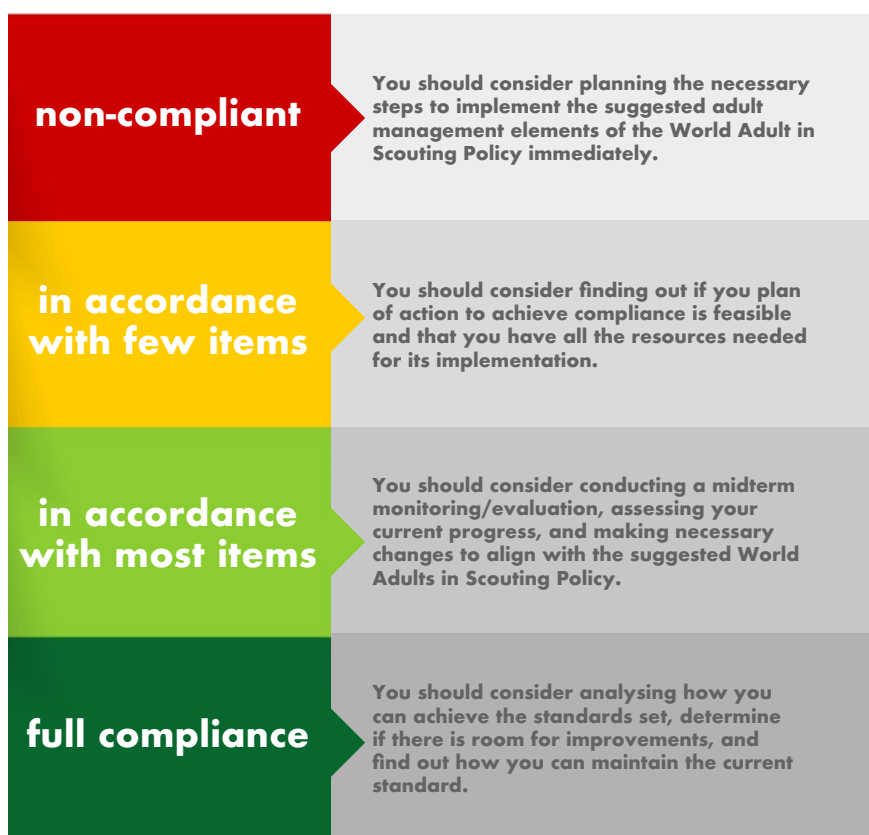 non-compliant
You should consider planning the necessary
steps to implement the suggested adult
management elements of the World Adult in
Scouting Policy immediately.
in accordance
with few items
You should consider finding out if you plan
of action to achieve compliance is feasible
and that you have all the resources needed
for its implementation.
in accordance
with most items
You should consider conducting a midterm
monitoring/evaluation, assessing your
current progress, and making necessary
changes to align with the suggested World
Adults in Scouting Policy.
full compliance
You should consider analysing how you
can achieve the standards set, determine
if there is room for improvements, and
find out how you can maintain the current
standard.